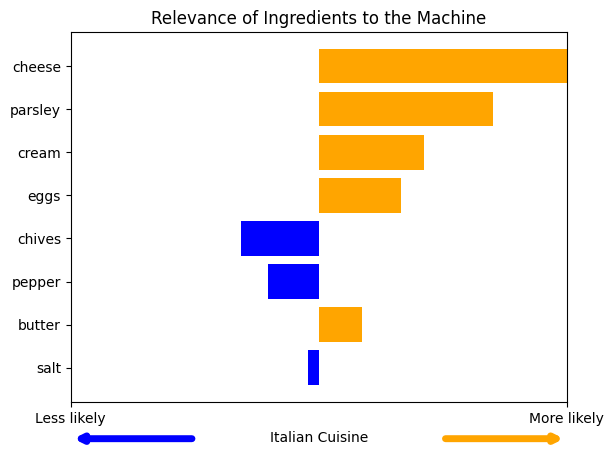 Relevance of Ingredients to the Machine
cheese
parsley
cream
eggs
chives
pepper
butter
salt
Less likely
More likely
Italian Cuisine